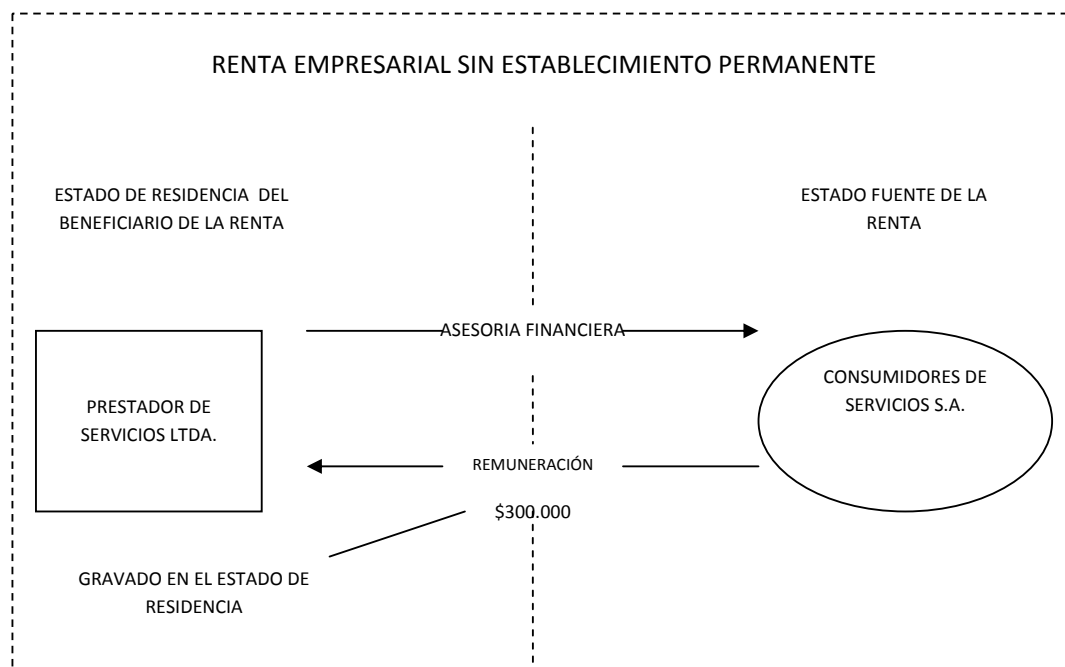 RENTA EMPRESARIAL SIN ESTABLECIMIENTO PERMANENTE
ESTADO DE RESIDENCIA DEL
BENEFICIARIO DE LA RENTA
ESTADO FUENTE DE LA
RENTA
ASESORIA FINANCIERA
PRESTADOR DE
SERVICIOS LTDA.
CONSUMIDORES DE
SERVICIOS S.A.
REMUNERACIÓN
$300.000
GRAVADO EN EL ESTADO DE
RESIDENCIA